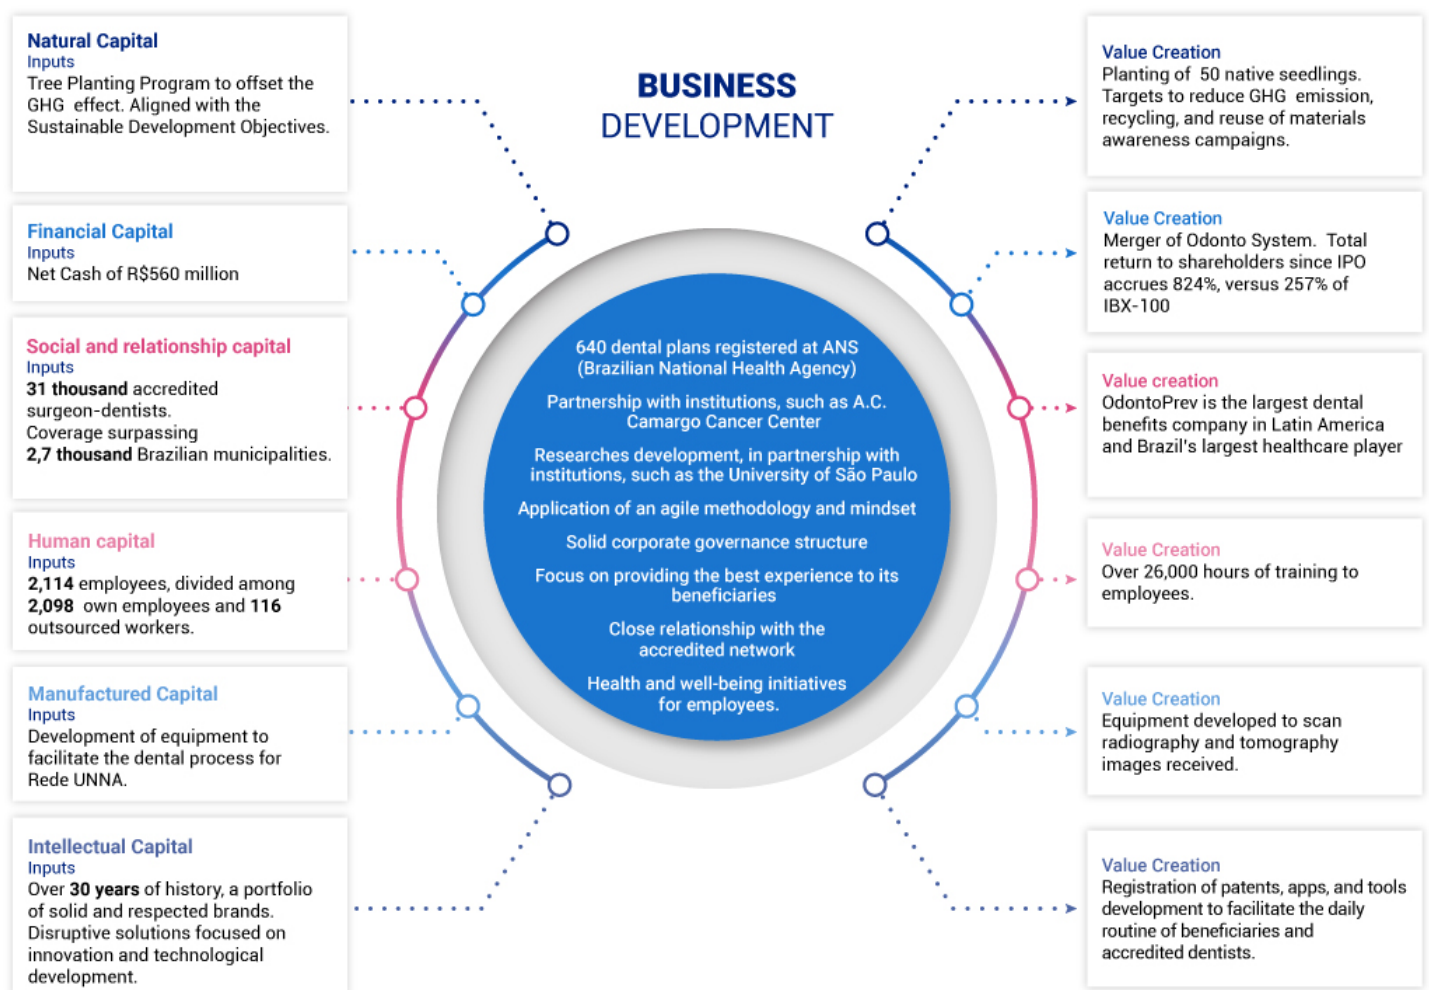 Natural Capital
Inputs
Tree Planting Program to offset the
GHG effect. Aligned with the
Sustainable Development Objectives.
Financial Capital
Inputs
Net Cash of R$560 million
Social and relationship capital
Inputs
31 thousand accredited
surgeon-dentists.
Coverage surpassing
2,7 thousand Brazilian municipalities.
Human capital
Inputs
2,114 employees, divided among
2,098 own employees and 116
outsourced workers.
Manufactured Capital
Inputs
Development of equipment to
facilitate the dental process for
Rede UNNA.
Intellectual Capital
Inputs
Over 30 years of history, a portfolio
of solid and respected brands.
Disruptive solutions focused on
innovation and technological
development.
BUSINESS
DEVELOPMENT
640 dental plans registered at ANS
(Brazilian National Health Agency)
Partnership with institutions, such as A.C.
Camargo Cancer Center
Researches development, in partnership with
institutions, such as the University of São Paulo
Application of an agile methodology and mindset
Solid corporate governance structure
Focus on providing the best experience to its
beneficiaries
Close relationship with the
accredited network
Health and well-being initiatives
for employees.
Value Creation
Planting of 50 native seedlings.
Targets to reduce GHG emission,
recycling, and reuse of materials
awareness campaigns.
Value Creation
Merger of Odonto System. Total
return to shareholders since IPO
accrues 824%, versus 257% of
IBX-100
Value creation
OdontoPrev is the largest dental
benefits company in Latin America
and Brazil's largest healthcare player
Value Creation
Over 26,000 hours of training to
employees.
Value Creation
Equipment developed to scan
radiography and tomography
images received.
Value Creation
Registration of patents, apps, and tools
development to facilitate the daily
routine of beneficiaries and
accredited dentists.